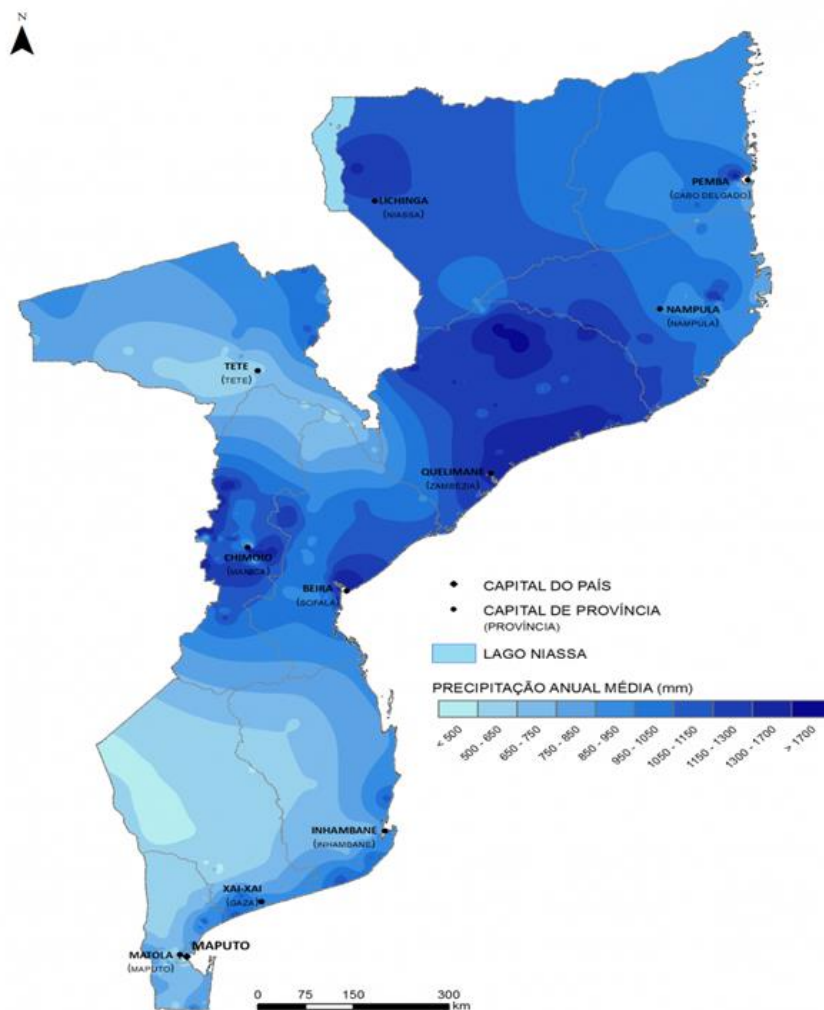 N
PEMBA
(CABO DELGADO)
LICHINGA
(NIASSA)
NAMPULA
(NAMPULA)
TETE
(TETE)
QUELIMANE
(ZAMBEZIA)
CHIMOIO
(MANICA)
BEIRA
(SOFALA)
CAPITAL DO PAÍS
CAPITAL DE PROVÍNCIA
(PROVÍNCIA)
LAGO NIASSA
PRECIPITAÇÃO ANUAL MÉDIA (mm)
< 500
500 - 650
650 - 750
750 - 850
850 - 950
950 - 1050
1050 - 1150
1150 - 1300
1300 - 1700
> 1700
INHAMBANE
(INHAMBANE)
XAI-XAI
(GAZA)
MAPUTO
MATOLA
(MAPUTO)
0 75 150 300
km